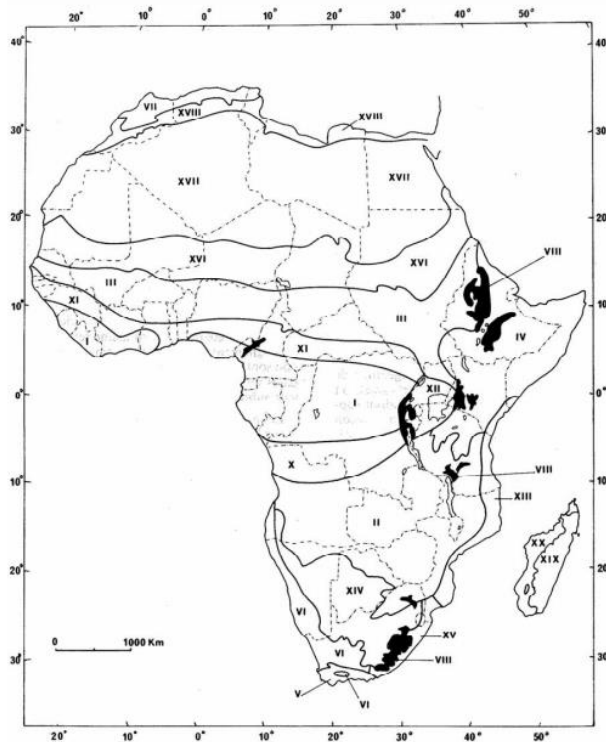 20° 10° 0° 10° 20° 30° 40° 50°
40° 40°
VII XVIII XVIII
30° 30°
XVII XVII
20° 20°
XVI XVI
VIII
III
10° 10°
XI III IV
I XI
XII
0° I 0°
X
VIII
10° XIII 10°
II
XX
XIX
20° 20°
XIV
VI
XV
0 1000 Km VI VIII
30° 30°
V VI
20° 10° 0° 10° 20° 30° 40° 50°